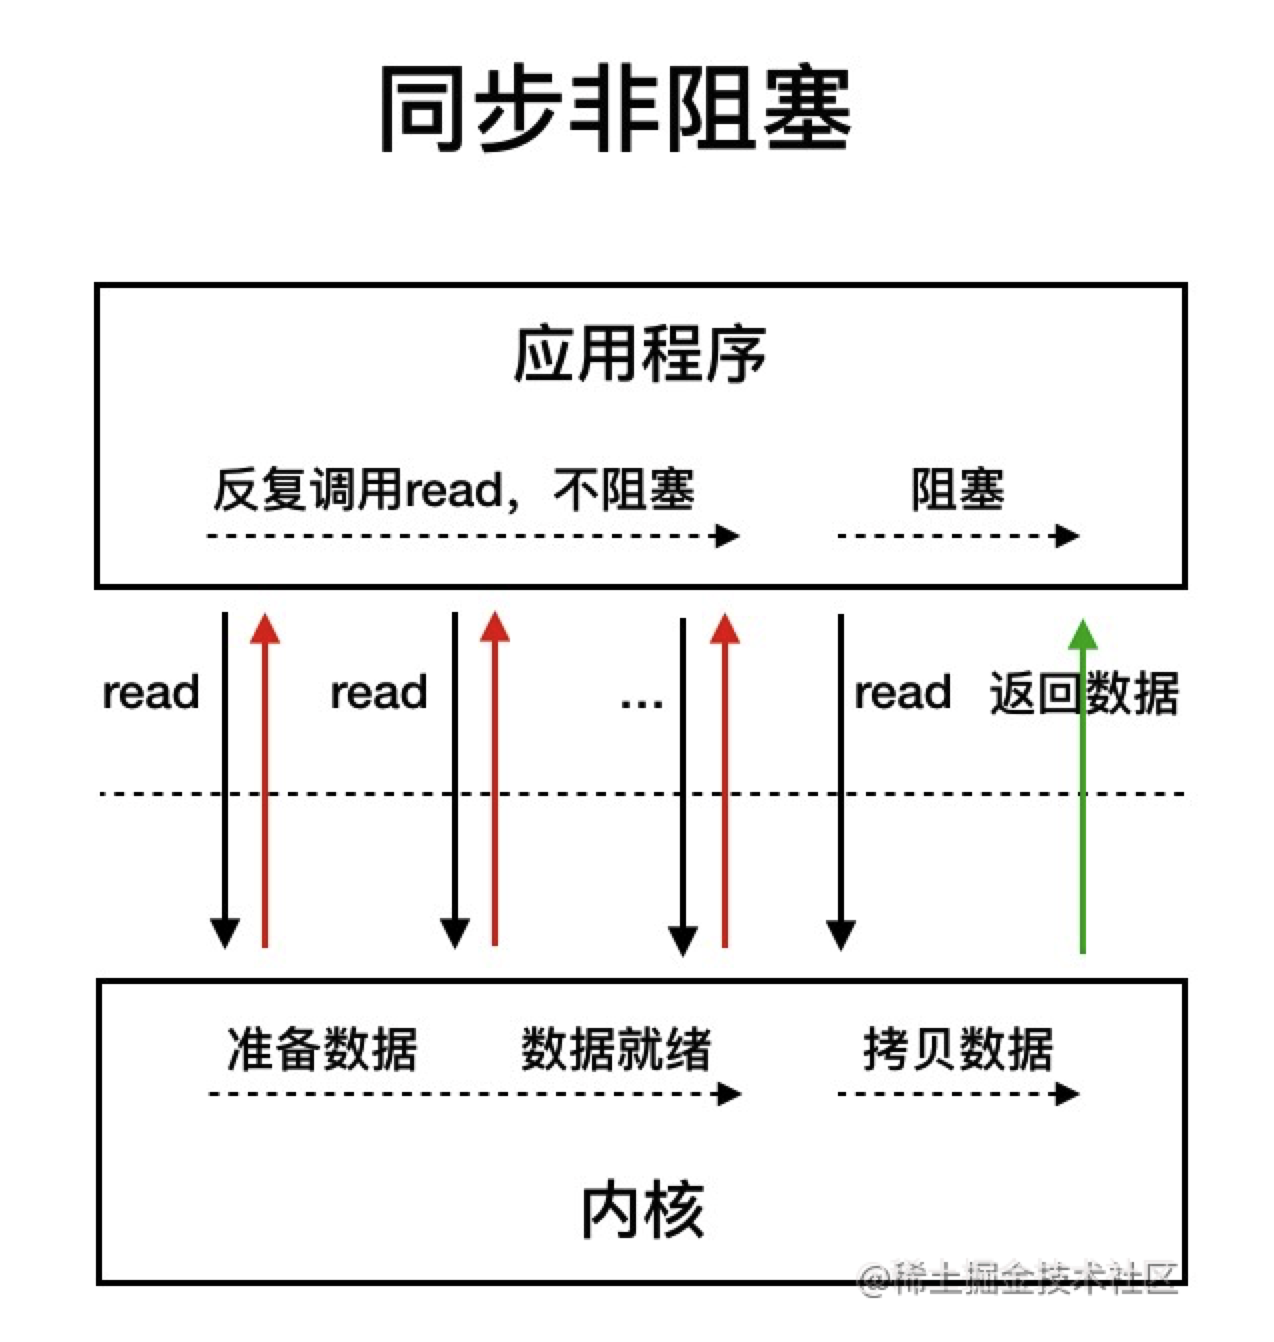 同步非阻塞
应用程序
反复调用read，不阻塞
阻塞
read
read
...
read
返回数据
准备数据
数据就绪
拷贝数据
内核
@稀土掘金技术社区